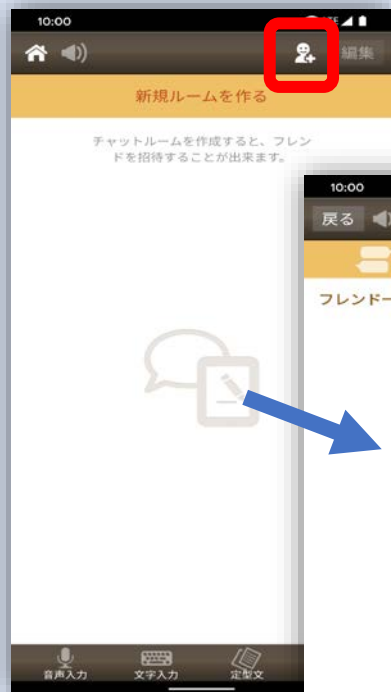 10:00
編集
新規ルームを作る
チャットルームを作成すると、フレン
ドを招待することが出来ます。
音声入力
文字入力
定型文
10:00
戻る
フレンド